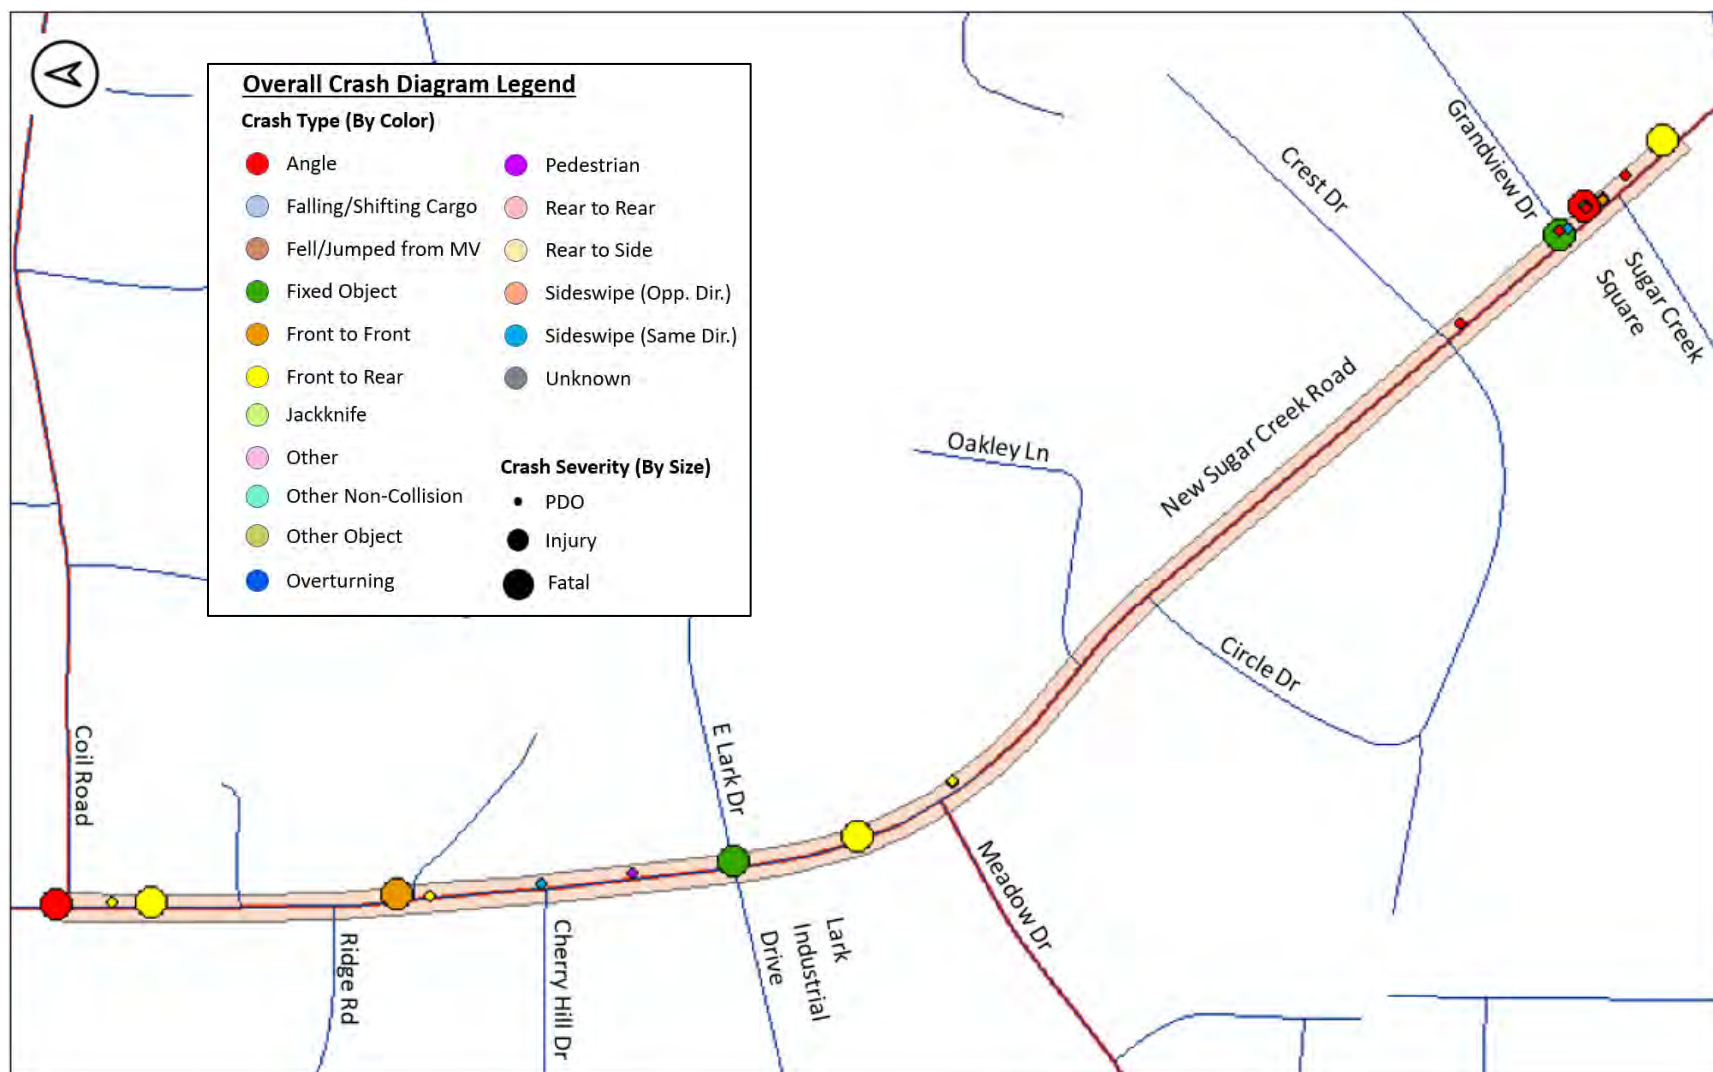 Overall Crash Diagram Legend
Crash Type (By Color)
Angle
Falling/Shifting Cargo
Fell/Jumped from MV
Fixed Object
Front to Front
Front to Rear
Jackknife
Other
Other Non-Collision
Other Object
Overturning
Pedestrian
Rear to Rear
Rear to Side
Sideswipe (Opp. Dir.)
Sideswipe (Same Dir.)
Unknown
Crash Severity (By Size)
PDO
Injury
Fatal
Grandview Dr
Crest Dr
Sugar Creek
Square
New Sugar Creek Road
Oakley Ln
Circle Dr
Coil Road
E Lark Dr
Meadow Dr
Ridge Rd
Cherry Hill Dr
Lark
Industrial
Drive